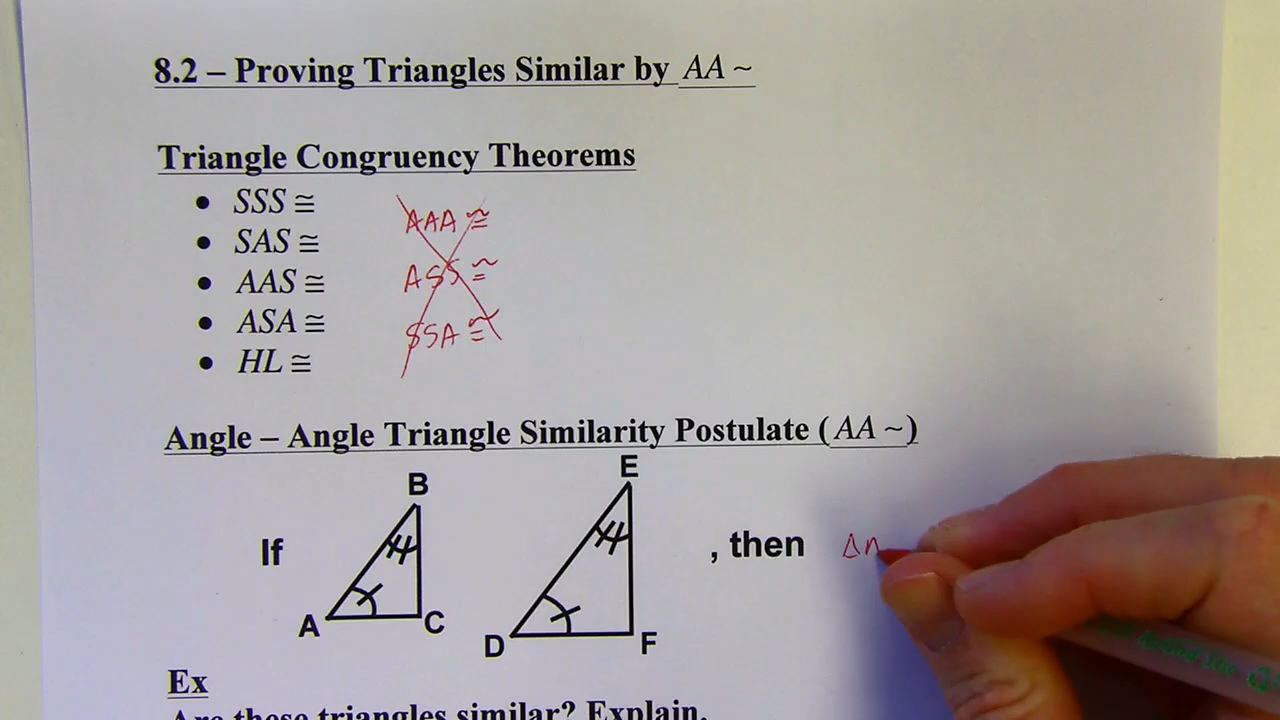 8.2 – Proving Triangles Similar by AA ~
Triangle Congruency Theorems
• SSS ≅
• SAS ≅
• AAS ≅
• ASA ≅
• HL ≅
AAA ≅
ASS ≅
SSA ≅
Angle – Angle Triangle Similarity Postulate (AA ~)
If
B
A
C
E
D
F
, then Δ
Ex
Are these triangles similar? Explain.